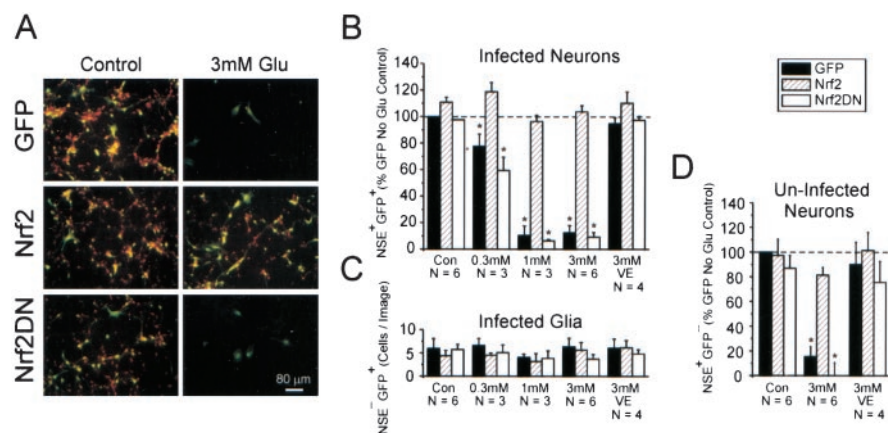 A
Control
3mM Glu
GFP
Nrf2
Nrf2DN
80 µm
B
Infected Neurons
NSE+GFP+ (% GFP No Glu Control)
140
120
100
80
60
40
20
0
* * * * * *
Con 0.3mM 1mM 3mM 3mM
N = 6 N = 3 N = 3 N = 6 VE
N = 4
C
Infected Glia
NSE- GFP+ (Cells / Image)
10
5
0
Con 0.3mM 1mM 3mM 3mM
N = 6 N = 3 N = 3 N = 6 VE
N = 4
GFP
Nrf2
Nrf2DN
D
Un-Infected
Neurons
NSE+GFP- (% GFP No Glu Control)
140
120
100
80
60
40
20
0
* *
Con 3mM 3mM
N = 6 N = 6 VE
N = 4